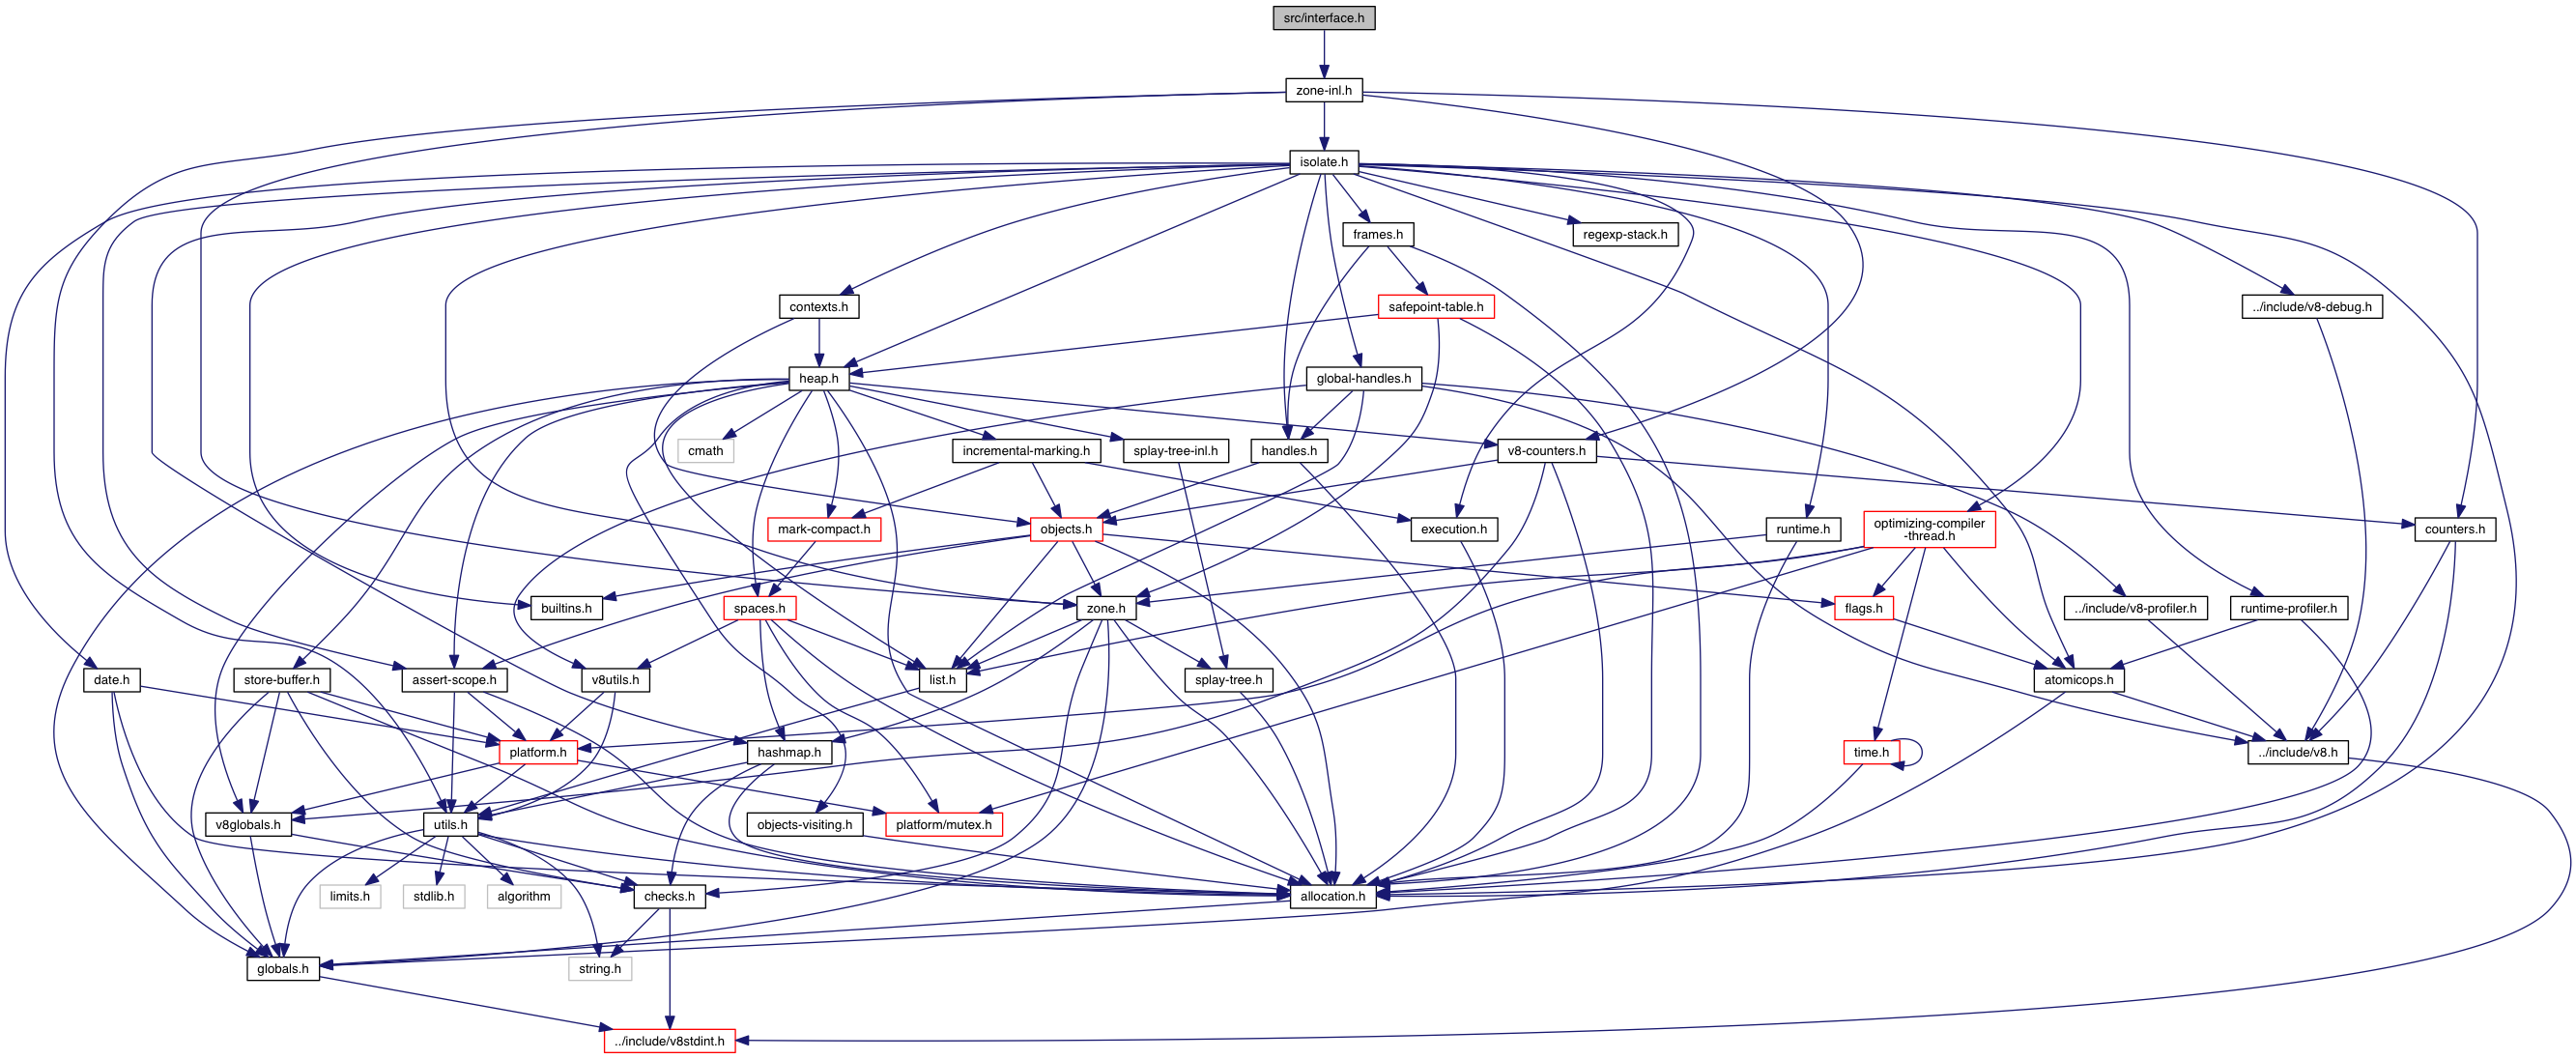 src/interface.h
zone-inl.h
isolate.h
frames.h
regexp-stack.h
contexts.h
safepoint-table.h
../include/v8-debug.h
heap.h
global-handles.h
cmath
incremental-marking.h
splay-tree-inl.h
handles.h
v8-counters.h
mark-compact.h
objects.h
execution.h
runtime.h
optimizing-compiler
-thread.h
counters.h
builtins.h
spaces.h
zone.h
flags.h
../include/v8-profiler.h
runtime-profiler.h
date.h
store-buffer.h
assert-scope.h
v8utils.h
list.h
splay-tree.h
atomicops.h
platform.h
hashmap.h
time.h
../include/v8.h
v8globals.h
utils.h
objects-visiting.h
platform/mutex.h
limits.h
stdlib.h
algorithm
checks.h
allocation.h
globals.h
string.h
../include/v8stdint.h